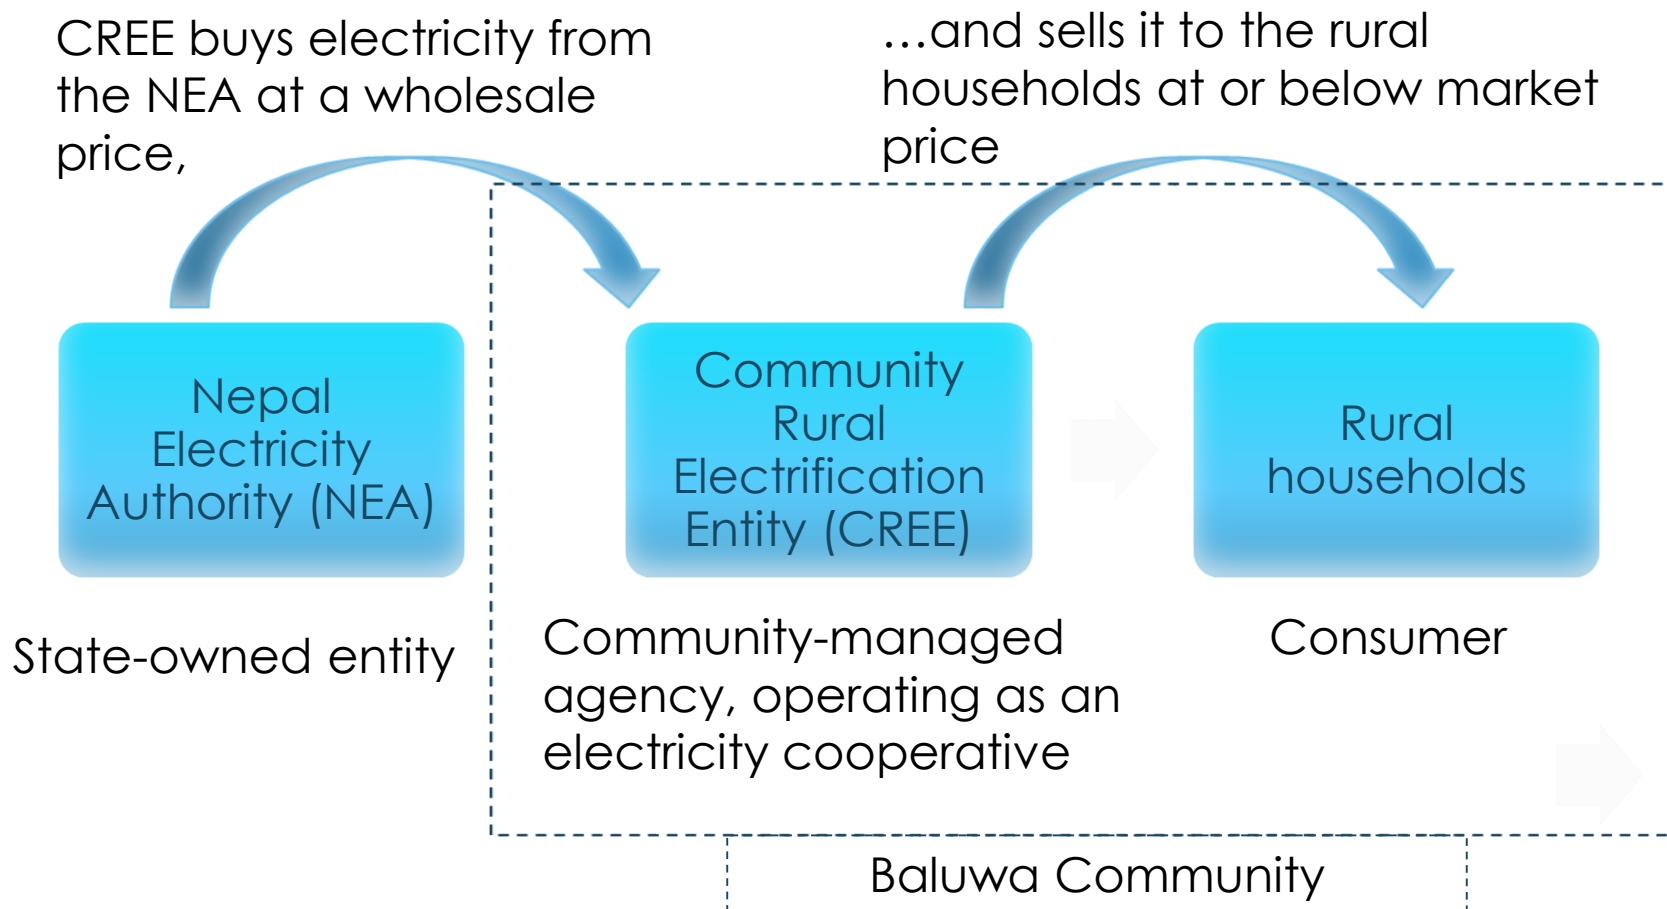 CREE buys electricity from
the NEA at a wholesale
price,
…and sells it to the rural
households at or below market
price
Nepal
Electricity
Authority (NEA)
Community
Rural
Electrification
Entity (CREE)
Rural
households
State-owned entity
Community-managed
agency, operating as an
electricity cooperative
Consumer
Baluwa Community